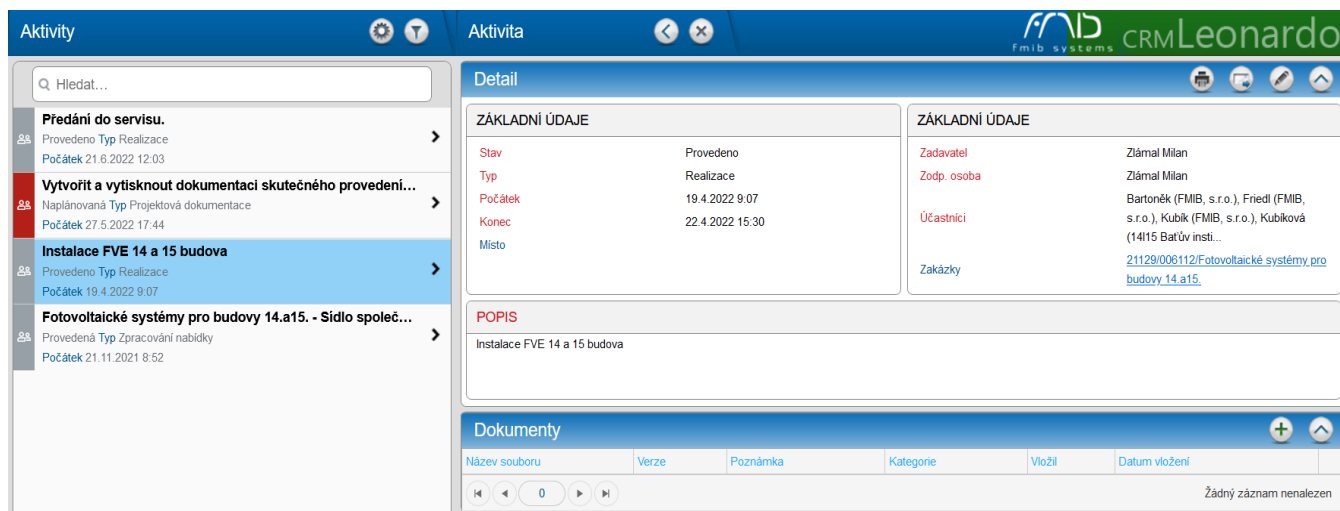 Aktivity
Aktivita
fmib systems CRMLeonardo
Hledat...
Předání do servisu.
Provedeno Typ Realizace
Počátek 21.6.2022 12:03
Vytvořit a vytisknout dokumentaci skutečného provedení...
Naplánovaná Typ Projektová dokumentace
Počátek 27.5.2022 17:44
Instalace FVE 14 a 15 budova
Provedeno Typ Realizace
Počátek 19.4.2022 9:07
Fotovoltaické systémy pro budovy 14.a15. - Sídlo společ...
Provedená Typ Zpracování nabídky
Počátek 21.11.2021 8:52
Detail
ZÁKLADNÍ ÚDAJE
Stav Provedeno
Typ Realizace
Počátek 19.4.2022 9:07
Konec 22.4.2022 15:30
Místo
ZÁKLADNÍ ÚDAJE
Zadavatel Zlámal Milan
Zodp. osoba Zlámal Milan
Účastníci Bartoněk (FMIB, s.r.o.), Friedl (FMIB,
s.r.o.), Kubík (FMIB, s.r.o.), Kubíková
(14I15 Baťův insti...
Zakázky 21129/006112/Fotovoltaické systémy pro
budovy 14.a15.
POPIS
Instalace FVE 14 a 15 budova
Dokumenty
Název souboru Verze Poznámka Kategorie Vložil Datum vložení
0 Žádný záznam nenalezen